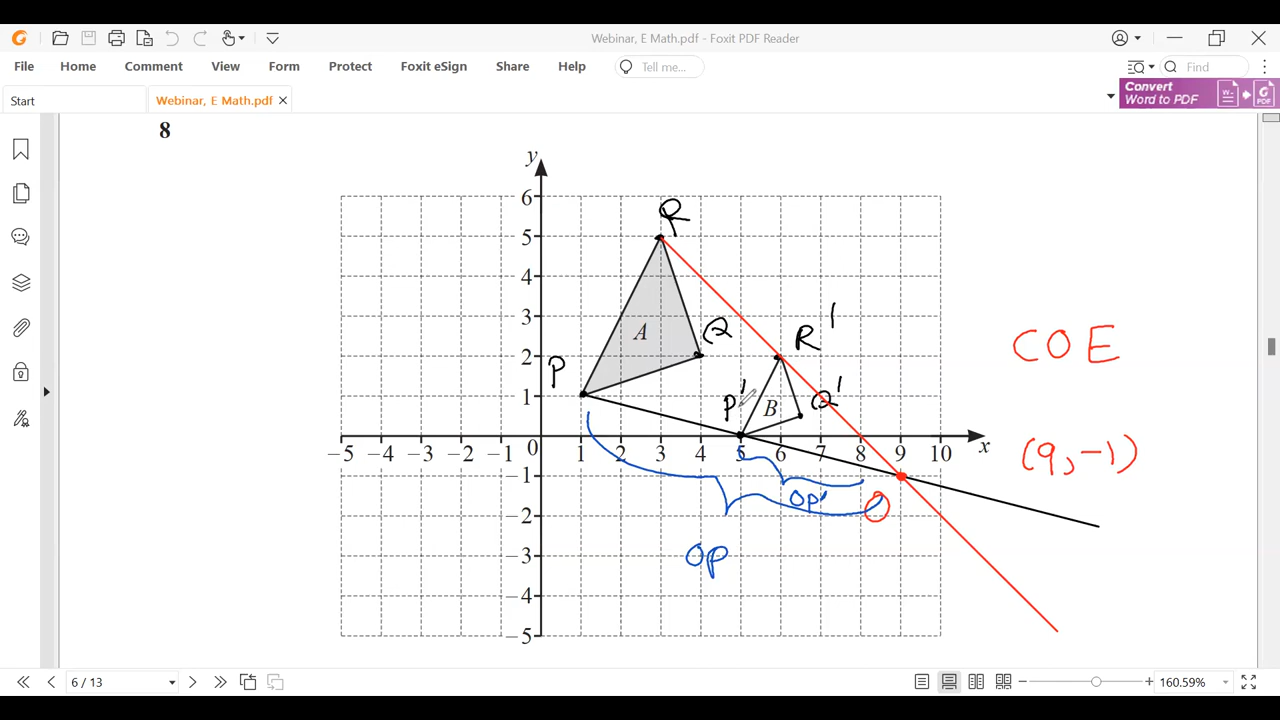 Webinar, E Math.pdf - Foxit PDF Reader
File Home Comment View Form Protect Foxit eSign Share Help Tell me... Find
Start Webinar, E Math.pdf Convert Word to PDF
8
y
6
R
5
4
3
A Q R' COE
2
P
1
P' B Q'
-5 -4 -3 -2 -1 0 1 2 3 4 5 6 7 8 9 10 x
(9, -1)
-1
OP' O
-2
-3
OP
-4
-5
6 / 13 160.59%